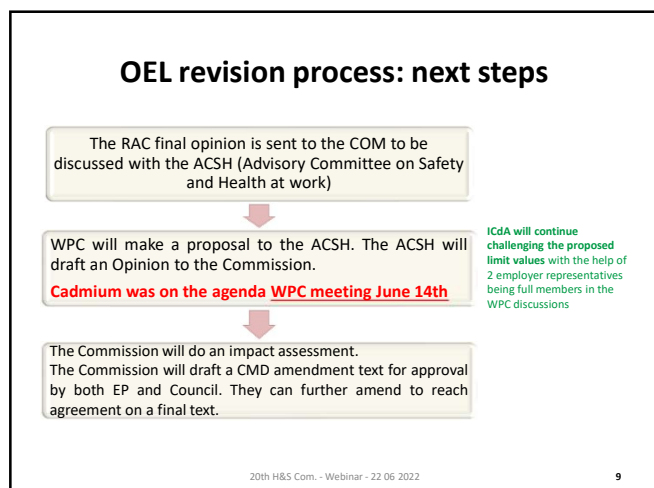 OEL revision process: next steps
The RAC final opinion is sent to the COM to be
discussed with the ACSH (Advisory Committee on Safety
and Health at work)
WPC will make a proposal to the ACSH. The ACSH will
draft an Opinion to the Commission.
Cadmium was on the agenda WPC meeting June 14th
ICdA will continue
challenging the proposed
limit values with the help of
2 employer representatives
being full members in the
WPC discussions
The Commission will do an impact assessment.
The Commission will draft a CMD amendment text for approval
by both EP and Council. They can further amend to reach
agreement on a final text.
20th H&S Com. - Webinar - 22 06 2022
9